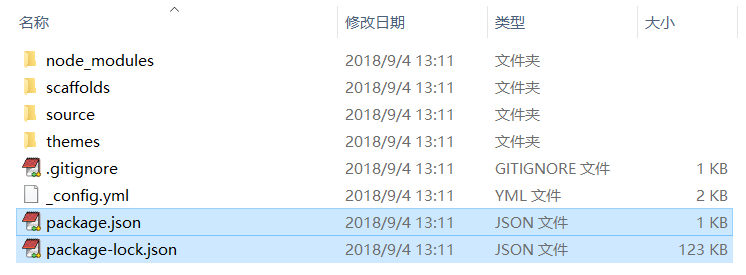 名称 修改日期 类型 大小
node_modules 2018/9/4 13:11 文件夹
scaffolds 2018/9/4 13:11 文件夹
source 2018/9/4 13:11 文件夹
themes 2018/9/4 13:11 文件夹
.gitignore 2018/9/4 13:11 GITIGNORE 文件 1 KB
_config.yml 2018/9/4 13:11 YML 文件 2 KB
package.json 2018/9/4 13:11 JSON 文件 1 KB
package-lock.json 2018/9/4 13:11 JSON 文件 123 KB